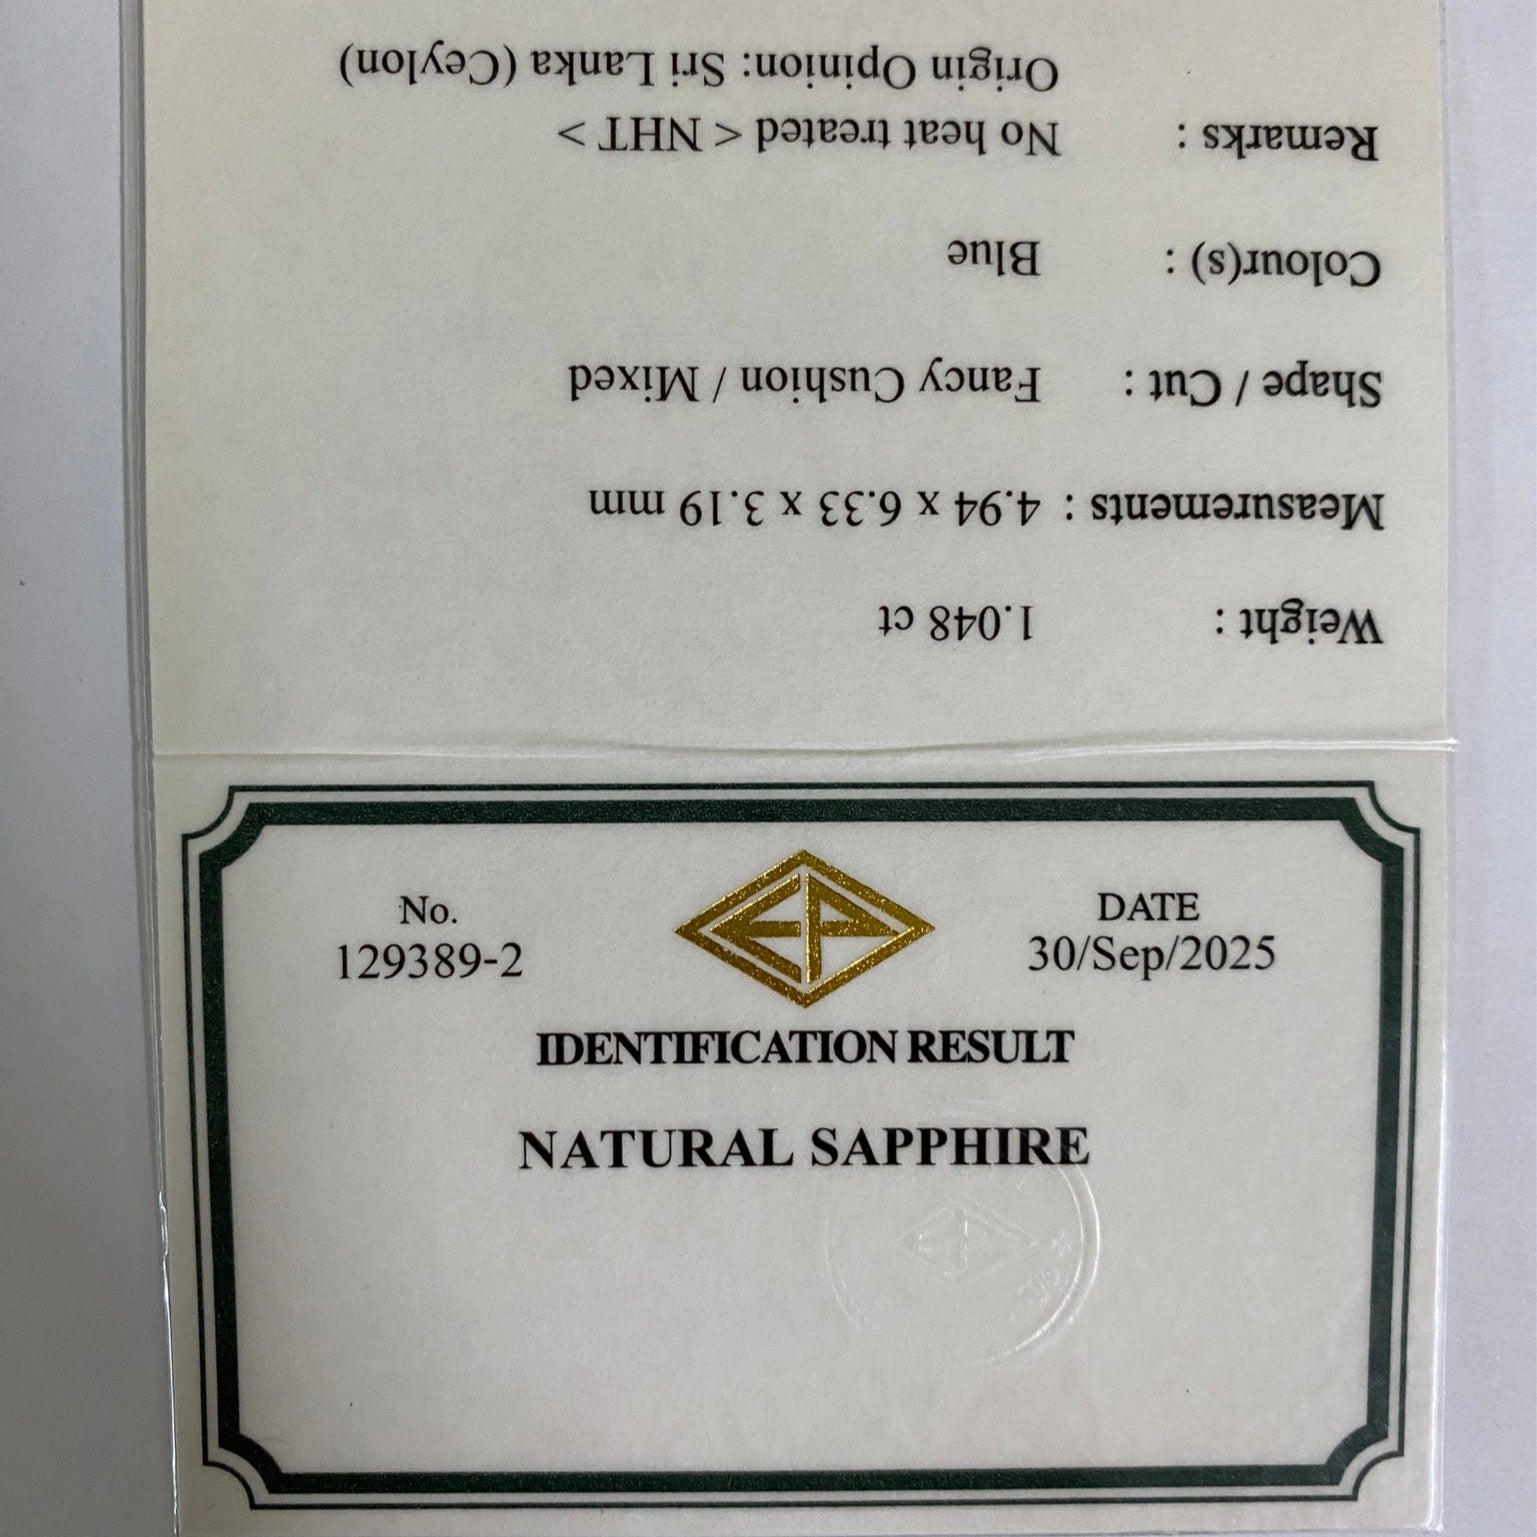 No.
129389-2
DATE
30/Sep/2025
IDENTIFICATION RESULT
NATURAL SAPPHIRE
Weight : 1.048 ct
Measurements : 4.94 x 6.33 x 3.19 mm
Shape / Cut : Fancy Cushion / Mixed
Colour(s) : Blue
Remarks : No heat treated < NHT >
Origin Opinion: Sri Lanka (Ceylon)